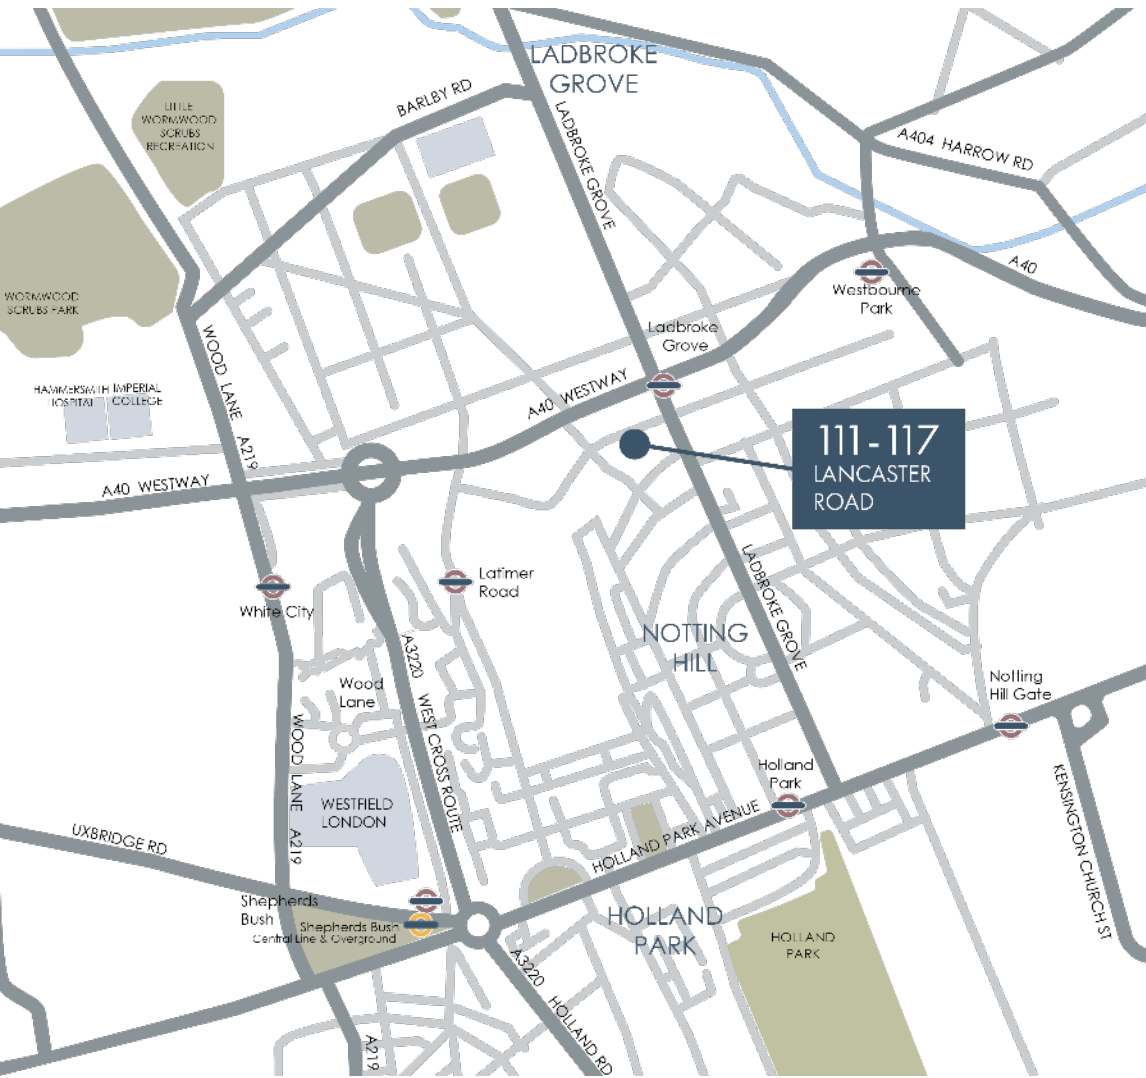 LADBROKE
GROVE
BARLBY RD
LITTLE
WORMWOOD
SCRUBS
RECREATION
LADBROKE GROVE
A404 HARROW RD
A40
Westbourne
Park
WORMWOOD
SCRUBS PARK
Ladbroke
Grove
WOOD LANE A219
HAMMERSMITH
HOSPITAL
IMPERIAL
COLLEGE
A40 WESTWAY
111-117
LANCASTER
ROAD
A40 WESTWAY
Latimer
Road
White City
LADBROKE GROVE
NOTTING
HILL
A3220 WEST CROSS ROUTE
Wood
Lane
Notting
Hill Gate
WOOD LANE A219
Holland
Park
KENSINGTON CHURCH ST
WESTFIELD
LONDON
UXBRIDGE RD
HOLLAND PARK AVENUE
Shepherds
Bush
Shepherds Bush
Central Line & Overground
HOLLAND
PARK
HOLLAND
PARK
A3220 HOLLAND RD
A219